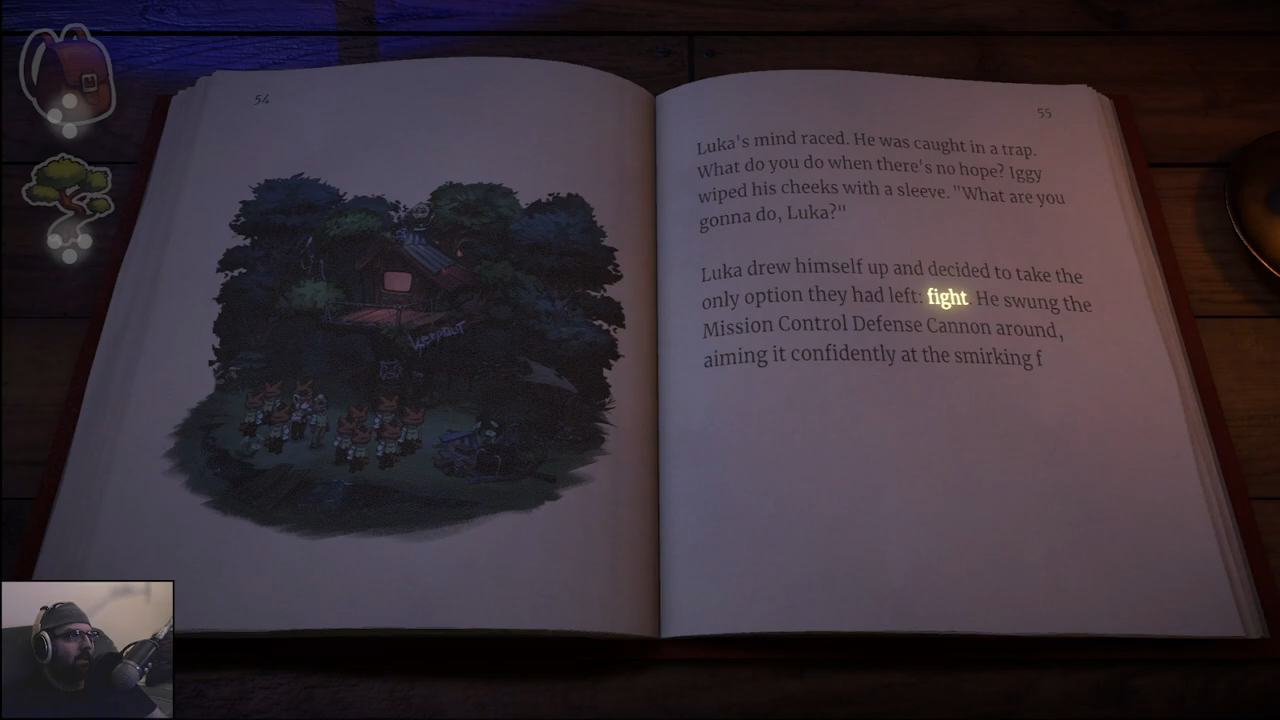 54
55
Luka's mind raced. He was caught in a trap.
What do you do when there's no hope? Iggy
wiped his cheeks with a sleeve. "What are you
gonna do, Luka?"
Luka drew himself up and decided to take the
only option they had left: fight. He swung the
Mission Control Defense Cannon around,
aiming it confidently at the smirking f